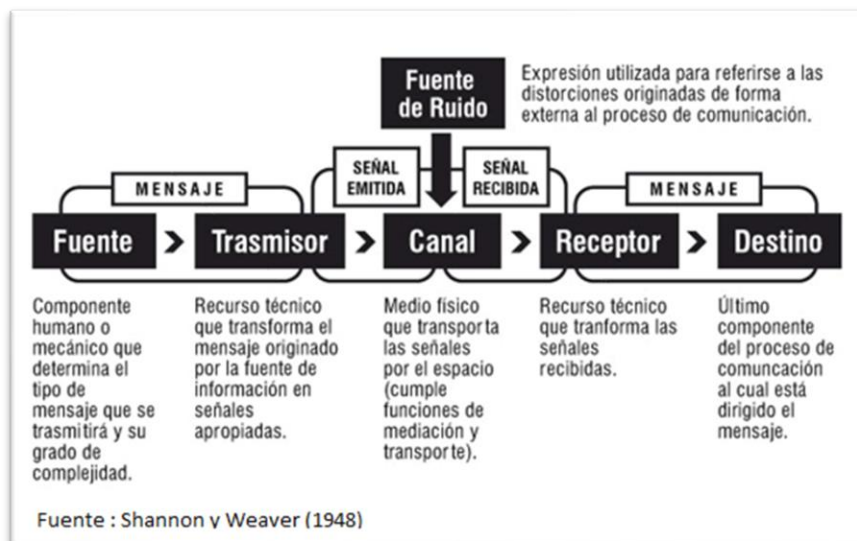 Fuente
de Ruido
Expresión utilizada para referirse a las
distorciones originadas de forma
externa al proceso de comunicación.
MENSAJE
SEÑAL
EMITIDA
SEÑAL
RECIBIDA
MENSAJE
Fuente
Trasmisor
Canal
Receptor
Destino
Componente
humano o
mecánico que
determina el
tipo de
mensaje que se
trasmitirá y su
grado de
complejidad.
Recurso técnico
que transforma el
mensaje originado
por la fuente de
información en
señales
apropiadas.
Medio físico
que transporta
las señales
por el espacio
(cumple
funciones de
mediación y
transporte).
Recurso técnico
que tranforma las
señales
recibidas.
Último
componente
del proceso de
comuncación
al cual está
dirigido el
mensaje.
Fuente : Shannon y Weaver (1948)